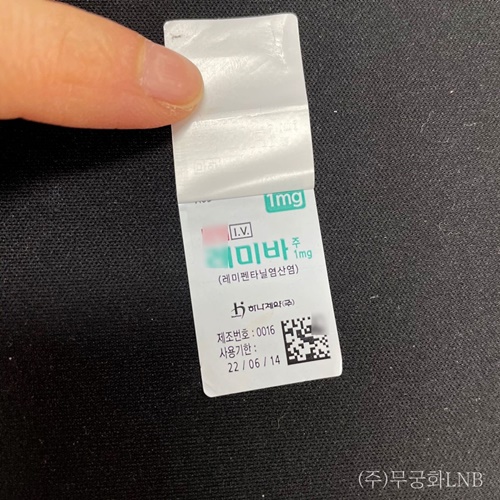 1mg
I.V.
레미바 주
1mg
(레미펜타닐염산염)
하나제약(주)
제조번호 : 0016
사용기한 :
22 / 06 / 14
(주)무궁화LNB